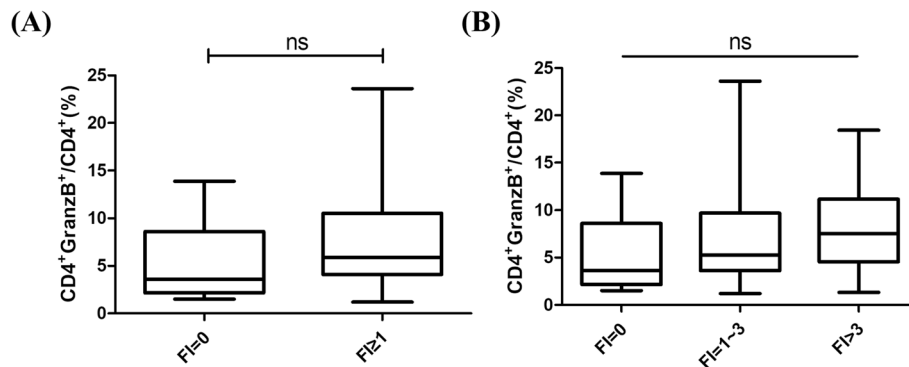 (A)
ns
CD4⁺GranzB⁺/CD4⁺(%)
25
20
15
10
5
0
FI=0
FI≥1
(B)
ns
CD4⁺GranzB⁺/CD4⁺(%)
25
20
15
10
5
0
FI=0
FI=1~3
FI>3